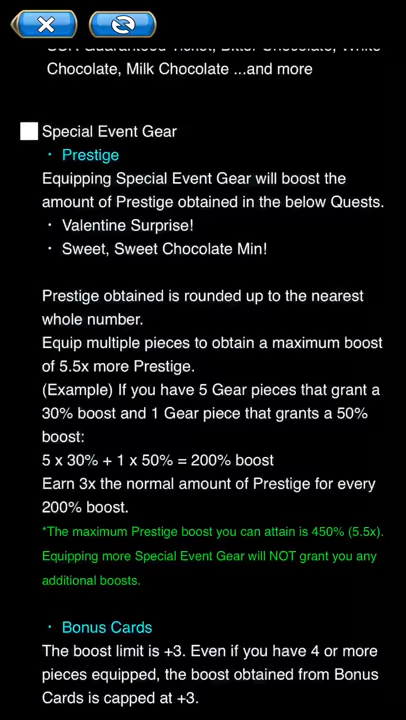 Chocolate, Milk Chocolate ...and more
Special Event Gear
・ Prestige
Equipping Special Event Gear will boost the
amount of Prestige obtained in the below Quests.
・ Valentine Surprise!
・ Sweet, Sweet Chocolate Min!
Prestige obtained is rounded up to the nearest
whole number.
Equip multiple pieces to obtain a maximum boost
of 5.5x more Prestige.
(Example) If you have 5 Gear pieces that grant a
30% boost and 1 Gear piece that grants a 50%
boost:
5 x 30% + 1 x 50% = 200% boost
Earn 3x the normal amount of Prestige for every
200% boost.
*The maximum Prestige boost you can attain is 450% (5.5x).
Equipping more Special Event Gear will NOT grant you any
additional boosts.
・ Bonus Cards
The boost limit is +3. Even if you have 4 or more
pieces equipped, the boost obtained from Bonus
Cards is capped at +3.